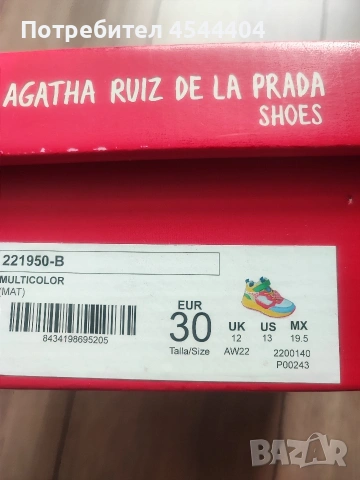 Потребител 4544404
AGATHA RUIZ DE LA PRADA
SHOES
221950-B
MULTICOLOR
(MAT)
8434198695205
EUR
30
Talla/Size
UK US MX
12 13 19.5
AW22 2200140
P00243
BAZAR